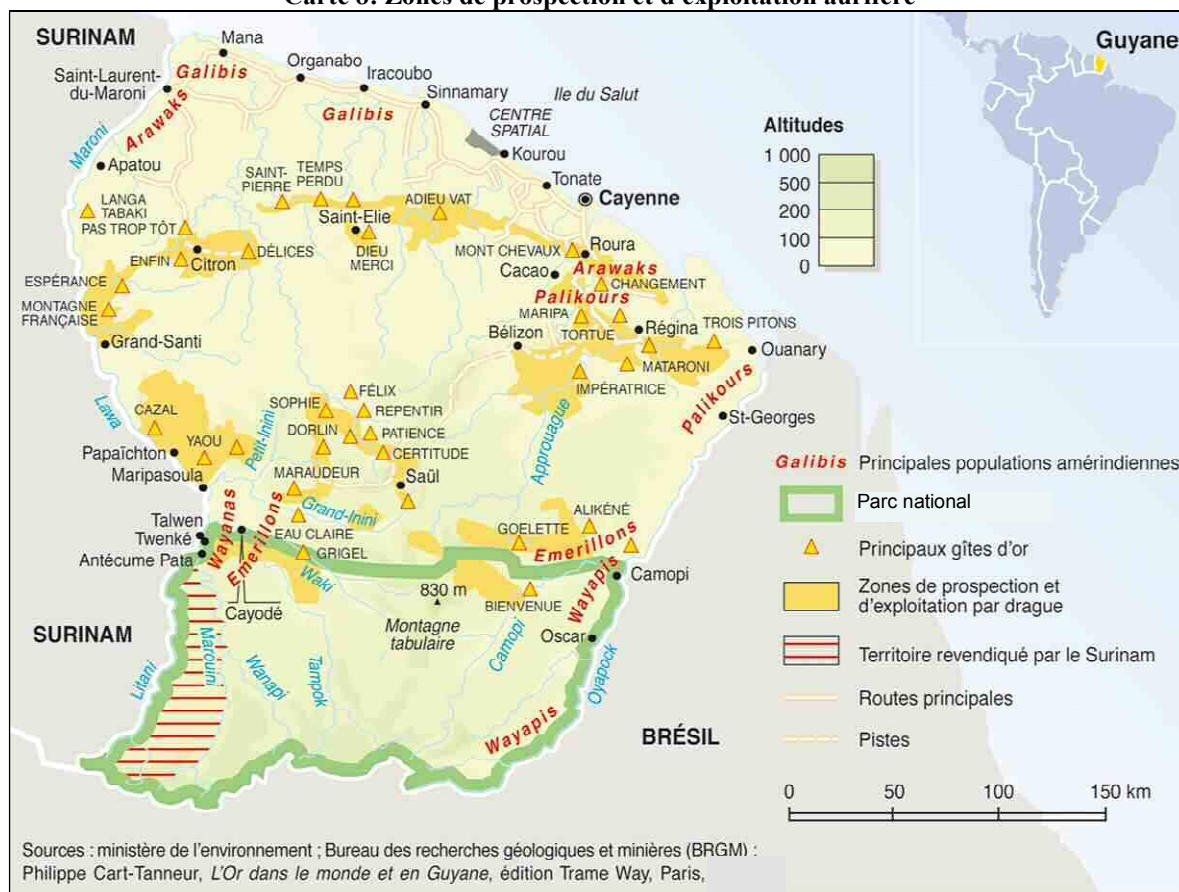 Carte 8: Zones de prospection et d'exploitation aurifère
SURINAM
Mana
Organabo
Iracoubo
Sinnamary
Saint-Laurent-
du-Maroni
Galibis
Galibis
Arawaks
Maroni
Apatou
Ile du Salut
CENTRE
SPATIAL
Kourou
Tonate
Cayenne
Guyane
Altitudes
1 000
500
200
100
0
LANGA
TABAKI
PAS TROP TÔT
SAINT-
PIERRE
TEMPS
PERDU
Saint-Elie
ADIEU VAT
DIEU
MERCI
ENFIN
Citron
DÉLICES
MONT CHEVAUX
Roura
Cacao
Arawaks
CHANGEMENT
Palikours
ESPÉRANCE
MONTAGNE
FRANÇAISE
Grand-Santi
MARIPA
TORTUE
Régina
TROIS PITONS
Bélizon
Ouanary
MATARONI
IMPÉRATRICE
Palikours
St-Georges
Lawa
CAZAL
YAOU
Papaïchton
Maripasoula
Petit-Inini
SOPHIE
FÉLIX
REPENTIR
DORLIN
PATIENCE
CERTITUDE
MARAUDEUR
Saül
Grand-Inini
Approuague
Talwen
Twenké
Antécume Pata
Wayanas
Emerillons
EAU CLAIRE
GRIGEL
Waki
Cayodé
GOELETTE
ALIKÉNÉ
Emerillons
Camopi
Wayapis
BIENVENUE
830 m
Montagne
tabulaire
Camopi
Oscar
Oyapock
SURINAM
Litani
Marouini
Wanapi
Tampok
Wayapis
BRÉSIL
Galibis Principales populations amérindiennes
Parc national
Principaux gîtes d'or
Zones de prospection et
d'exploitation par drague
Territoire revendiqué par le Surinam
Routes principales
Pistes
0 50 100 150 km
Sources : ministère de l'environnement ; Bureau des recherches géologiques et minières (BRGM) :
Philippe Cart-Tanneur, L'Or dans le monde et en Guyane, édition Trame Way, Paris,